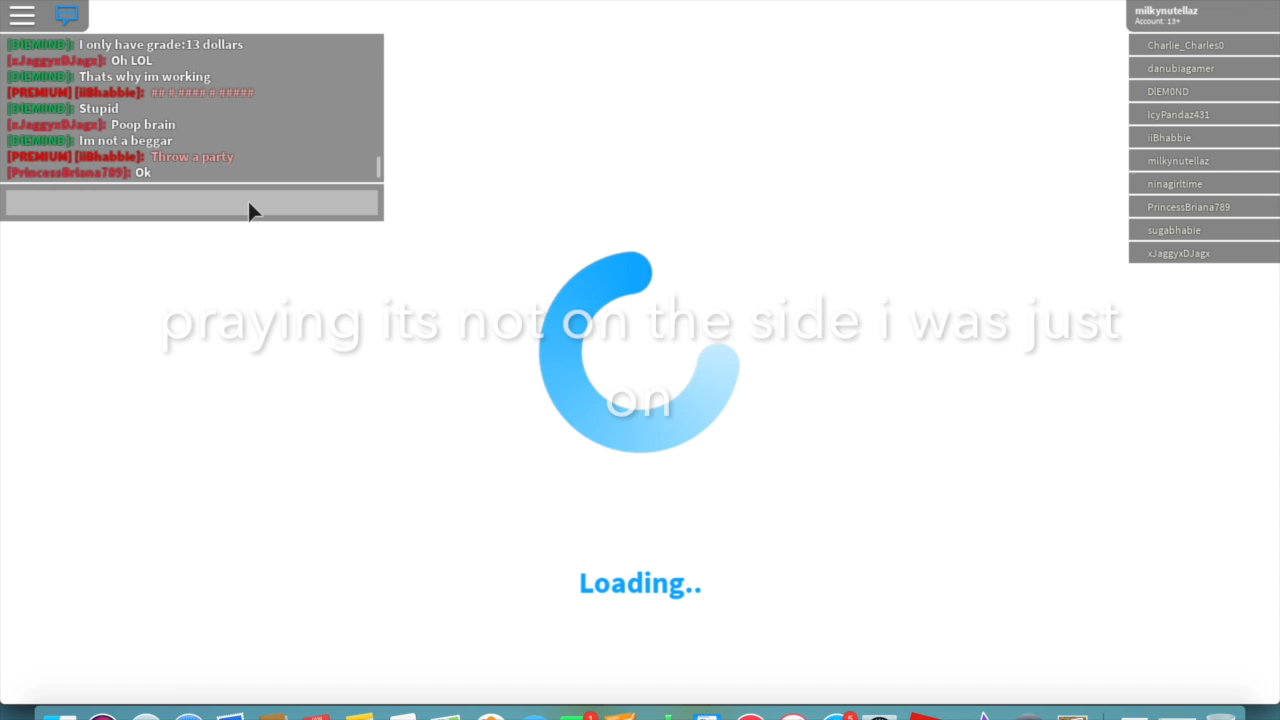 milkynutellaz
Account: 13+
[DIEM0ND]: I only have grade:13 dollars
[xJaggyxDJagx]: Oh LOL
[DIEM0ND]: Thats why im working
[PREMIUM] [iiBhabbie]: ## # #### # #####
[DIEM0ND]: Stupid
[xJaggyxDJagx]: Poop brain
[DIEM0ND]: Im not a beggar
[PREMIUM] [iiBhabbie]: Throw a party
[PrincessBriana789]: Ok
Charlie_Charles0
danubiagamer
DIEM0ND
IcyPandaz431
iiBhabbie
milkynutellaz
ninagirltime
PrincessBriana789
sugabhabie
xJaggyxDJagx
praying its not on the side i was just
on
Loading..